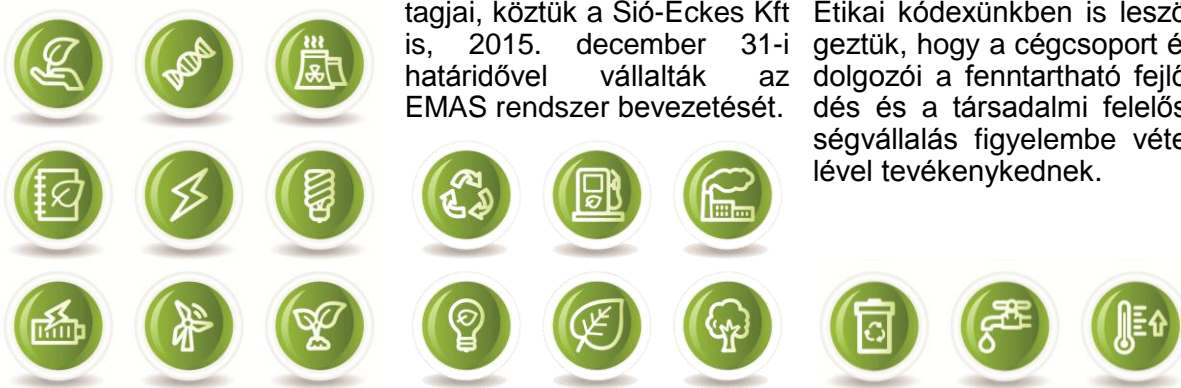 tagjai, köztük a Sió-Eckes Kft
is, 2015. december 31-i
határidővel vállalták az
EMAS rendszer bevezetését.
Etikai kódexünkben is leszö
geztük, hogy a cégcsoport é
dolgozói a fenntartható fejlő
dés és a társadalmi felelős
ségvállalás figyelembe véte
lével tevékenykednek.